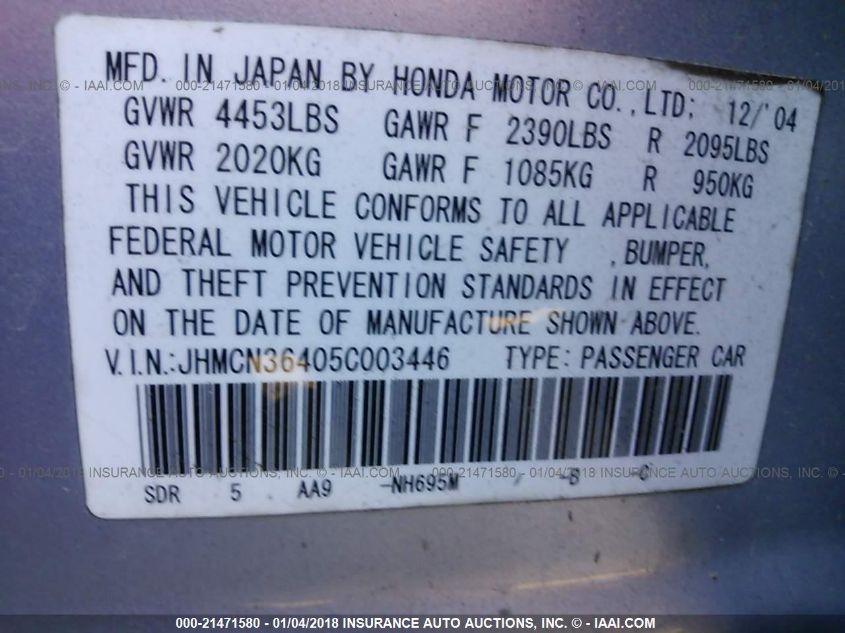 MFD. IN JAPAN BY HONDA MOTOR CO.,LTD; 12/'04
GVWR 4453LBS GAWR F 2390LBS R 2095LBS
GVWR 2020KG GAWR F 1085KG R 950KG
THIS VEHICLE CONFORMS TO ALL APPLICABLE
FEDERAL MOTOR VEHICLE SAFETY ,BUMPER,
AND THEFT PREVENTION STANDARDS IN EFFECT
ON THE DATE OF MANUFACTURE SHOWN ABOVE.
V.I.N.:JHMCN36405C003446 TYPE: PASSENGER CAR
SDR 5 AA9 -NH695M / -B C
000-21471580 - 01/04/2018 INSURANCE AUTO AUCTIONS, INC. - IAAI.COM